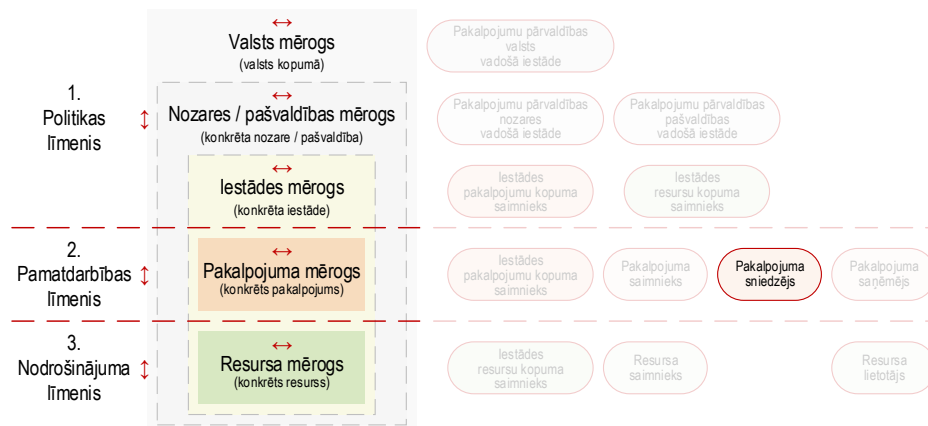 Valsts mērogs
(valsts kopumā)
Pakalpojumu pārvaldības
valsts
vadošā iestāde
1.
Politikas
līmenis
Nozares / pašvaldības mērogs
(konkrēta nozare / pašvaldība)
Pakalpojumu pārvaldības
nozares
vadošā iestāde
Pakalpojumu pārvaldības
pašvaldības
vadošā iestāde
Iestādes mērogs
(konkrēta iestāde)
Iestādes
pakalpojumu kopuma
saimnieks
Iestādes
resursu kopuma
saimnieks
2.
Pamatdarbības
līmenis
Pakalpojuma mērogs
(konkrēts pakalpojums)
Iestādes
pakalpojumu kopuma
saimnieks
Pakalpojuma
saimnieks
Pakalpojuma
sniedzējs
Pakalpojuma
saņēmējs
3.
Nodrošinājuma
līmenis
Resursa mērogs
(konkrēts resurss)
Iestādes
resursu kopuma
saimnieks
Resursa
saimnieks
Resursa
lietotājs